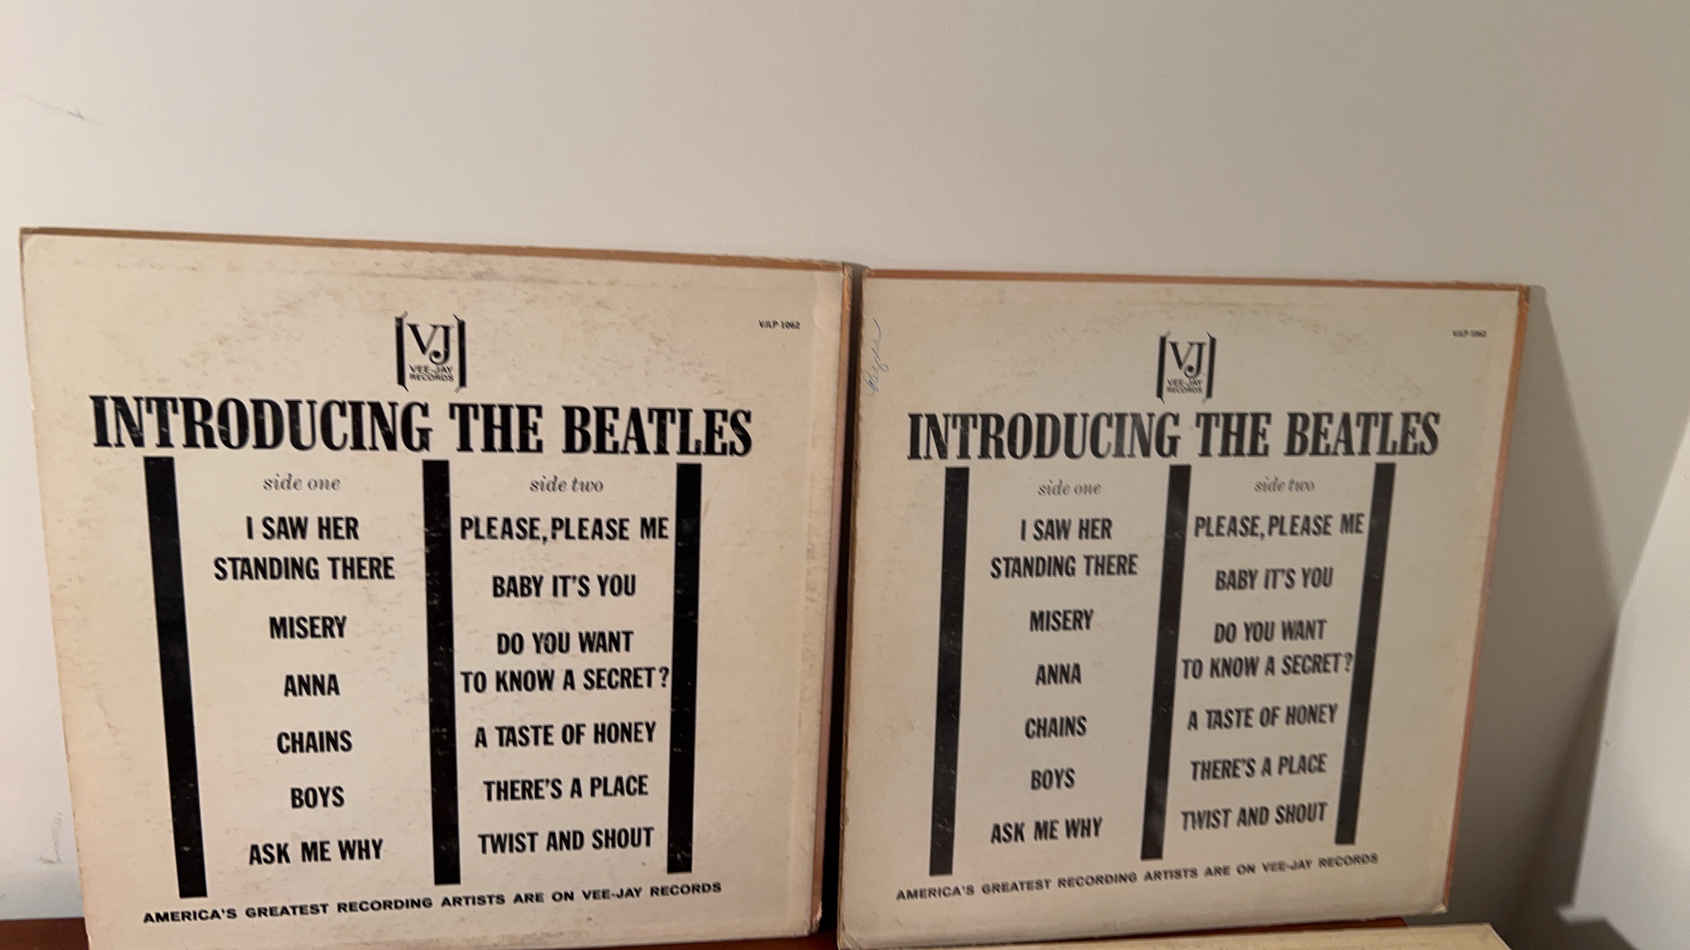 VJ
VEE-JAY
RECORDS
VJLP 1062
INTRODUCING THE BEATLES
side one
I SAW HER
STANDING THERE
MISERY
ANNA
CHAINS
BOYS
ASK ME WHY
side two
PLEASE, PLEASE ME
BABY IT'S YOU
DO YOU WANT
TO KNOW A SECRET?
A TASTE OF HONEY
THERE'S A PLACE
TWIST AND SHOUT
AMERICA'S GREATEST RECORDING ARTISTS ARE ON VEE-JAY RECORDS
VJ
VEE-JAY
RECORDS
VJLP 1062
INTRODUCING THE BEATLES
side one
I SAW HER
STANDING THERE
MISERY
ANNA
CHAINS
BOYS
ASK ME WHY
side two
PLEASE, PLEASE ME
BABY IT'S YOU
DO YOU WANT
TO KNOW A SECRET?
A TASTE OF HONEY
THERE'S A PLACE
TWIST AND SHOUT
AMERICA'S GREATEST RECORDING ARTISTS ARE ON VEE-JAY RECORDS